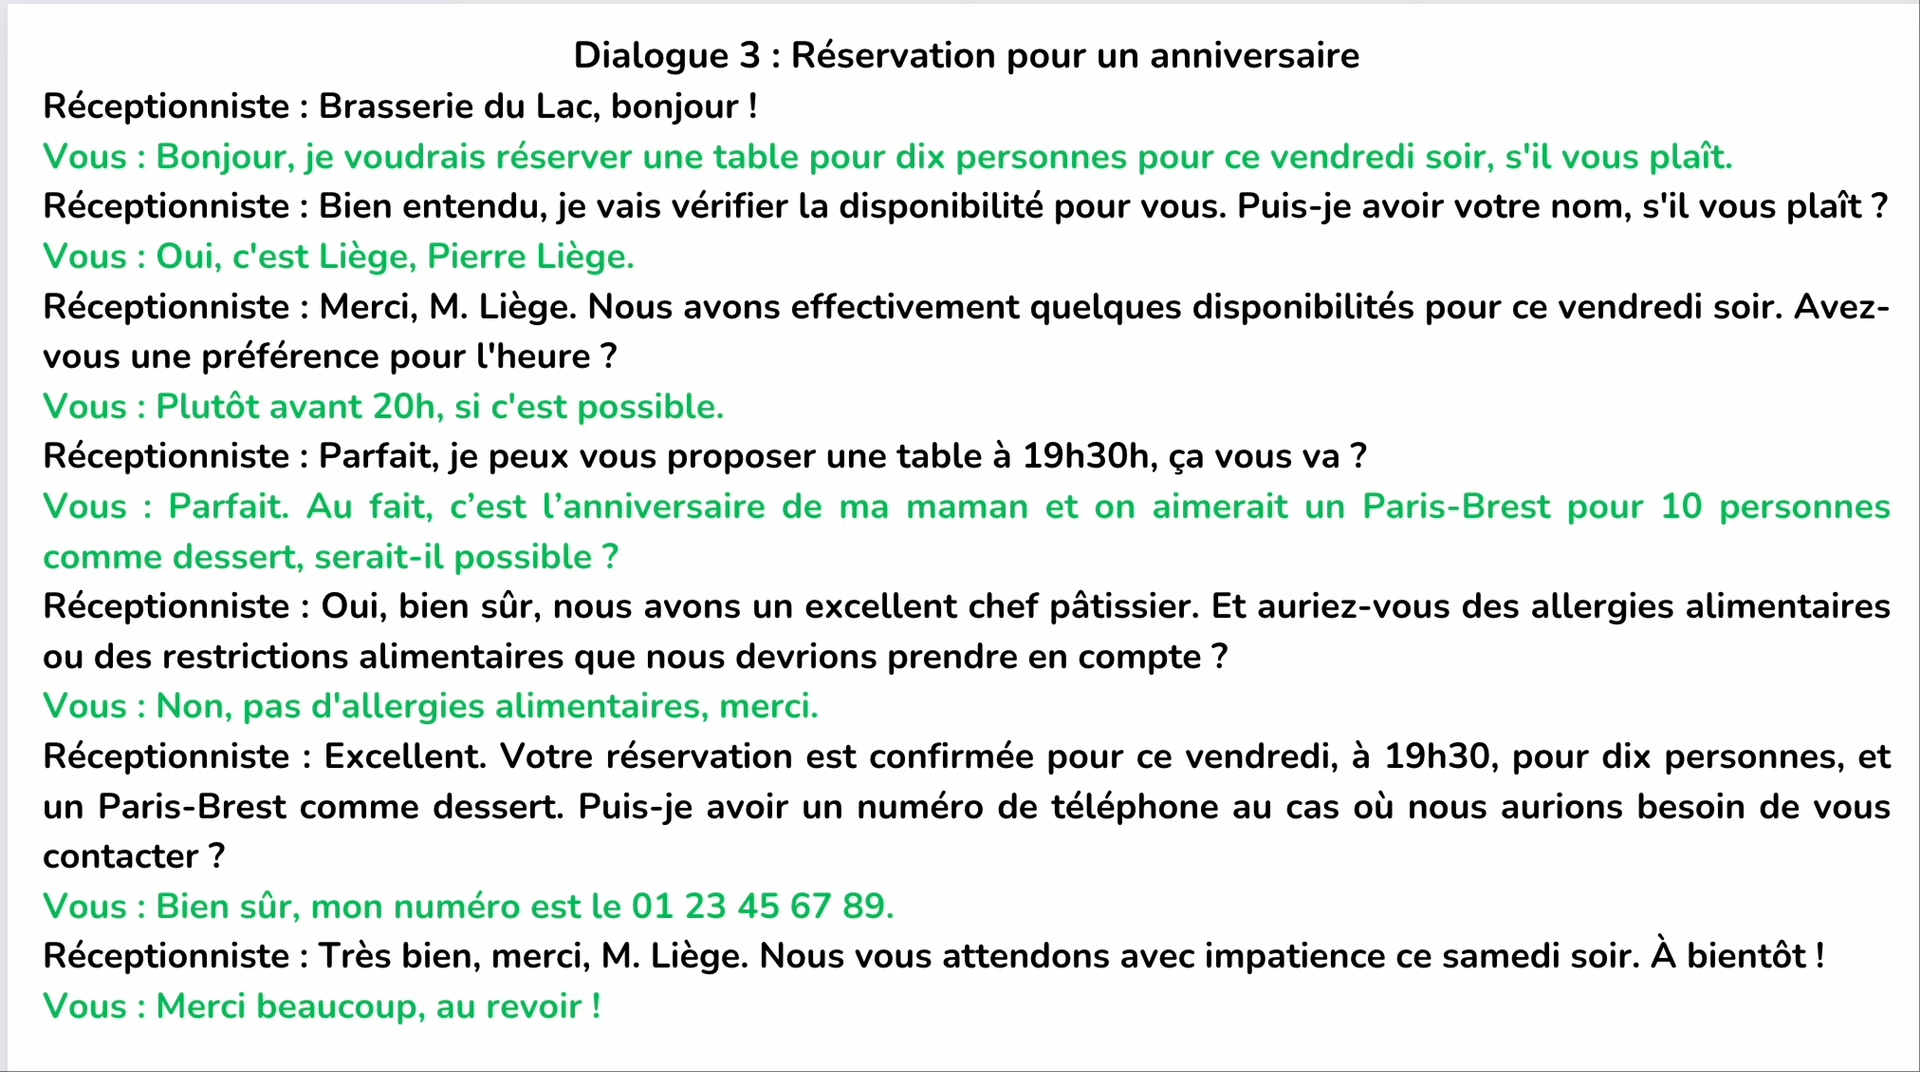 Dialogue 3 : Réservation pour un anniversaire
Réceptionniste : Brasserie du Lac, bonjour !
Vous : Bonjour, je voudrais réserver une table pour dix personnes pour ce vendredi soir, s'il vous plaît.
Réceptionniste : Bien entendu, je vais vérifier la disponibilité pour vous. Puis-je avoir votre nom, s'il vous plaît ?
Vous : Oui, c'est Liège, Pierre Liège.
Réceptionniste : Merci, M. Liège. Nous avons effectivement quelques disponibilités pour ce vendredi soir. Avez-
vous une préférence pour l'heure ?
Vous : Plutôt avant 20h, si c'est possible.
Réceptionniste : Parfait, je peux vous proposer une table à 19h30h, ça vous va ?
Vous : Parfait. Au fait, c’est l’anniversaire de ma maman et on aimerait un Paris-Brest pour 10 personnes
comme dessert, serait-il possible ?
Réceptionniste : Oui, bien sûr, nous avons un excellent chef pâtissier. Et auriez-vous des allergies alimentaires
ou des restrictions alimentaires que nous devrions prendre en compte ?
Vous : Non, pas d'allergies alimentaires, merci.
Réceptionniste : Excellent. Votre réservation est confirmée pour ce vendredi, à 19h30, pour dix personnes, et
un Paris-Brest comme dessert. Puis-je avoir un numéro de téléphone au cas où nous aurions besoin de vous
contacter ?
Vous : Bien sûr, mon numéro est le 01 23 45 67 89.
Réceptionniste : Très bien, merci, M. Liège. Nous vous attendons avec impatience ce samedi soir. À bientôt !
Vous : Merci beaucoup, au revoir !